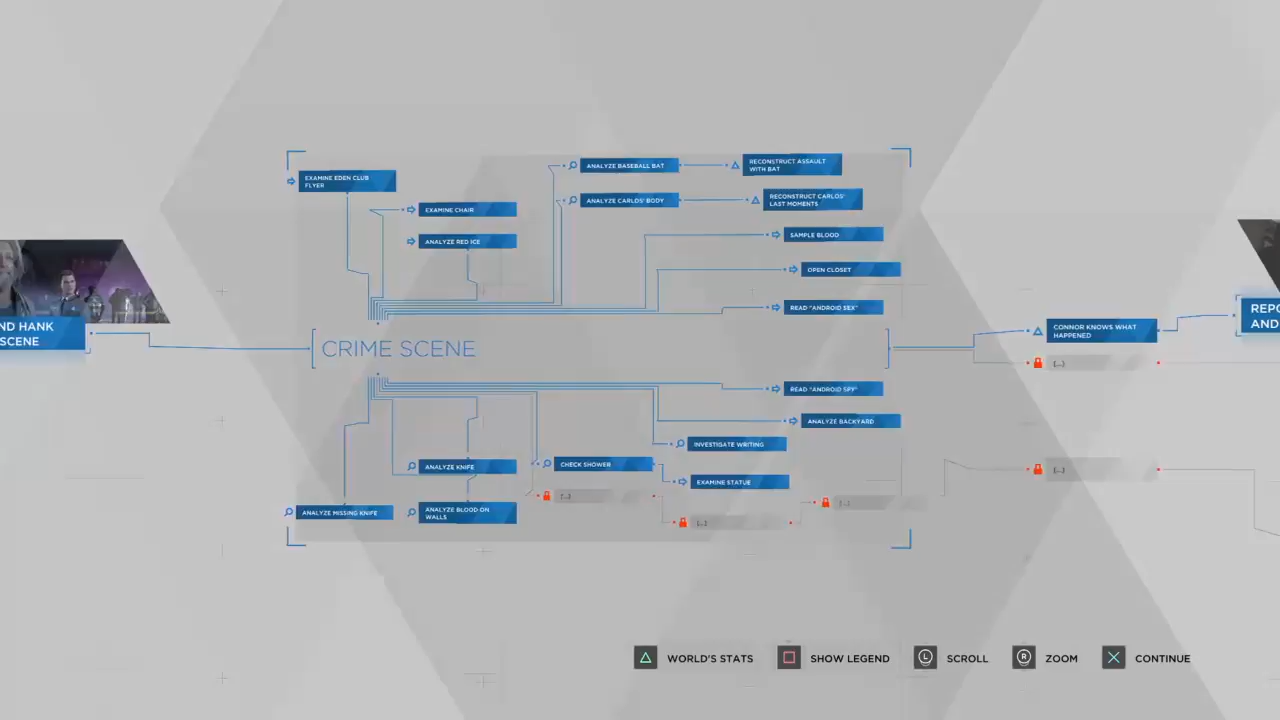 ANALYZE BASEBALL BAT
RECONSTRUCT ASSAULT
WITH BAT
EXAMINE EDEN CLUB
FLYER
ANALYZE CARLOS' BODY
RECONSTRUCT CARLOS'
LAST MOMENTS
EXAMINE CHAIR
SAMPLE BLOOD
ANALYZE RED ICE
OPEN CLOSET
READ "ANDROID SEX"
ND HANK
SCENE
CRIME SCENE
CONNOR KNOWS WHAT
HAPPENED
REPO
AND
(...)
READ "ANDROID SPY"
ANALYZE BACKYARD
INVESTIGATE WRITING
ANALYZE KNIFE
CHECK SHOWER
(...)
EXAMINE STATUE
(...)
(...)
ANALYZE MISSING KNIFE
ANALYZE BLOOD ON
WALLS
(...)
WORLD'S STATS
SHOW LEGEND
L
SCROLL
R
ZOOM
CONTINUE